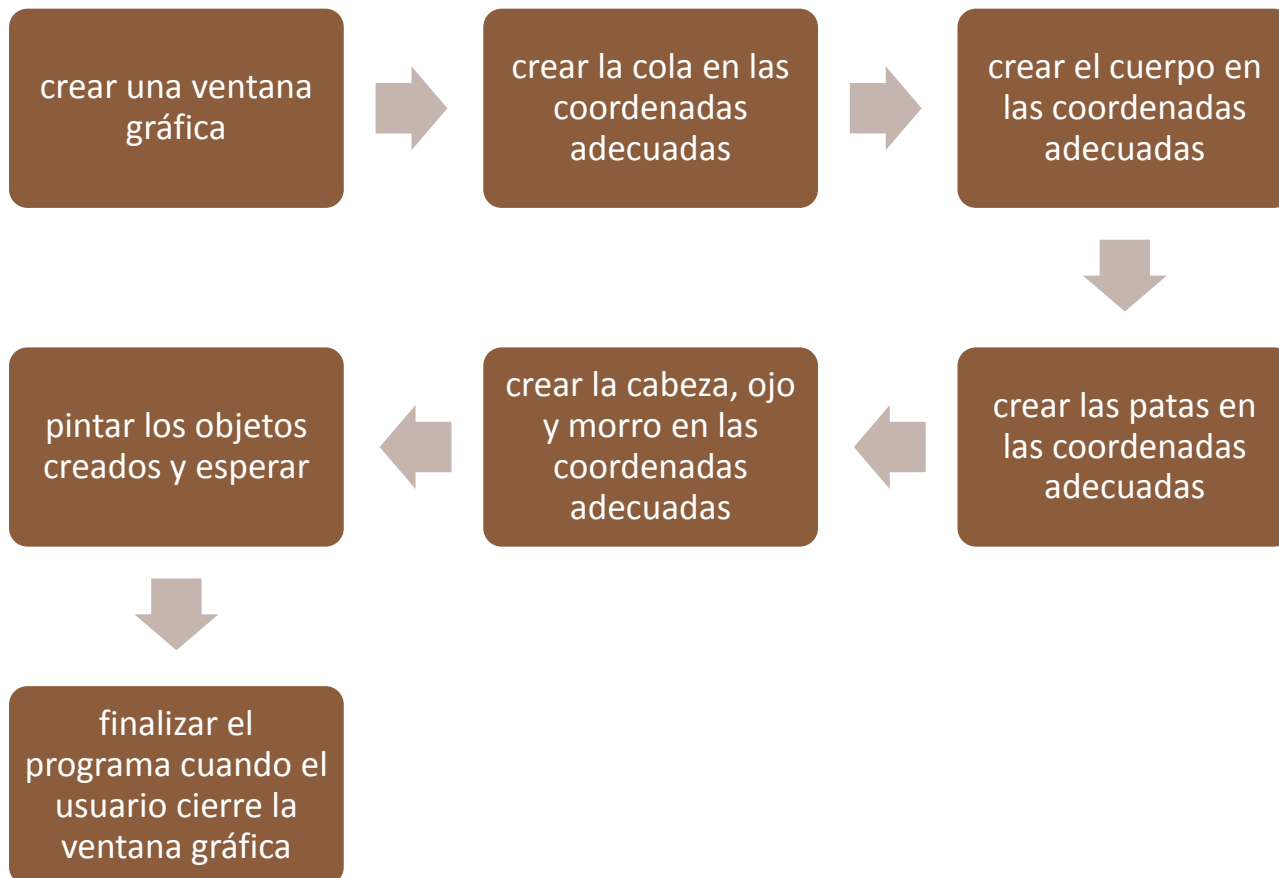 crear una ventana
gráfica
crear la cola en las
coordenadas
adecuadas
crear el cuerpo en
las coordenadas
adecuadas
crear las patas en
las coordenadas
adecuadas
crear la cabeza, ojo
y morro en las
coordenadas
adecuadas
pintar los objetos
creados y esperar
finalizar el
programa cuando el
usuario cierre la
ventana gráfica